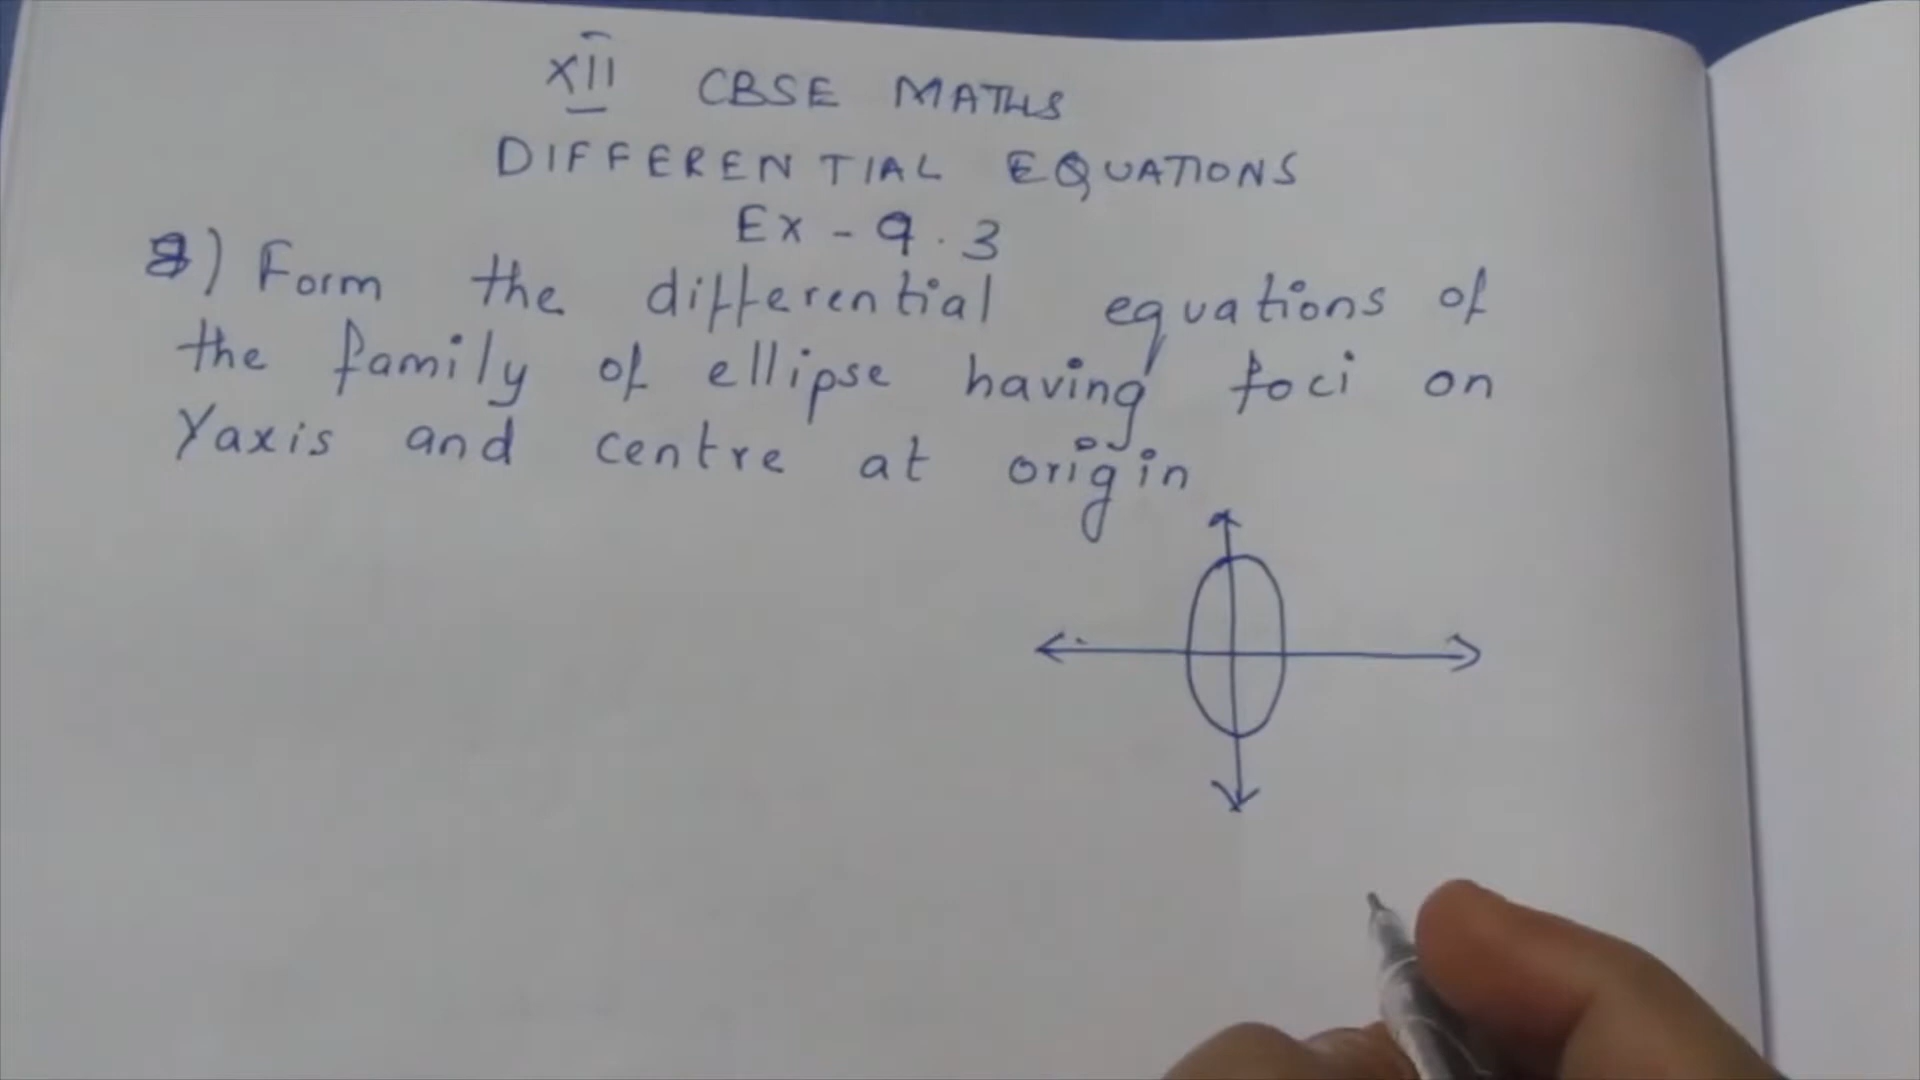 XII CBSE MATHS
DIFFERENTIAL EQUATIONS
Ex - 9.3
8) Form the differential equations of
the family of ellipse having foci on
Yaxis and centre at origin